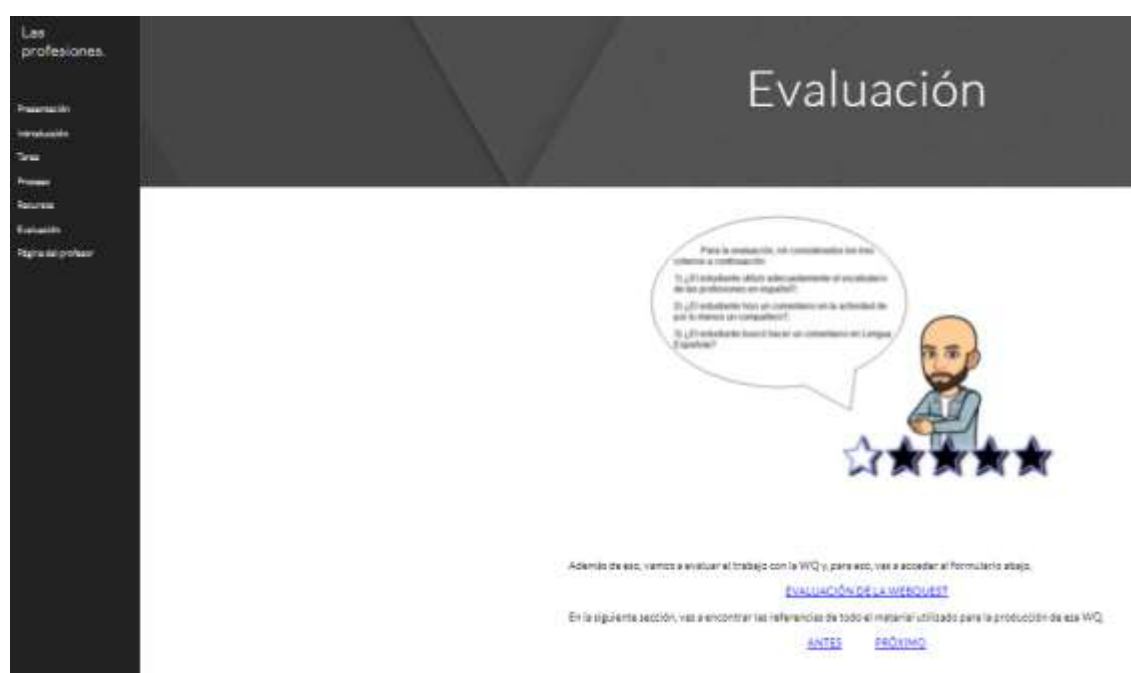 Las
profesiones.
Presentación
Introducción
Tarea
Proceso
Recursos
Evaluación
Página del profesor
Evaluación
Para la evaluación, son considerados los tres
criterios a continuación:
1) ¿El estudiante utilizó adecuadamente el vocabulario
de las profesiones en español?;
2) ¿El estudiante hizo un comentario en la actividad de
por lo menos un compañero?;
3) ¿El estudiante buscó hacer un comentario en Lengua
Española?
Además de eso, vamos a evaluar el trabajo con la WQ y, para eso, vas a acceder al formulario abajo.
EVALUACIÓN DE LA WEBQUEST
En la siguiente sección, vas a encontrar las referencias de todo el material utilizado para la producción de esa WQ.
ANTES PRÓXIMO